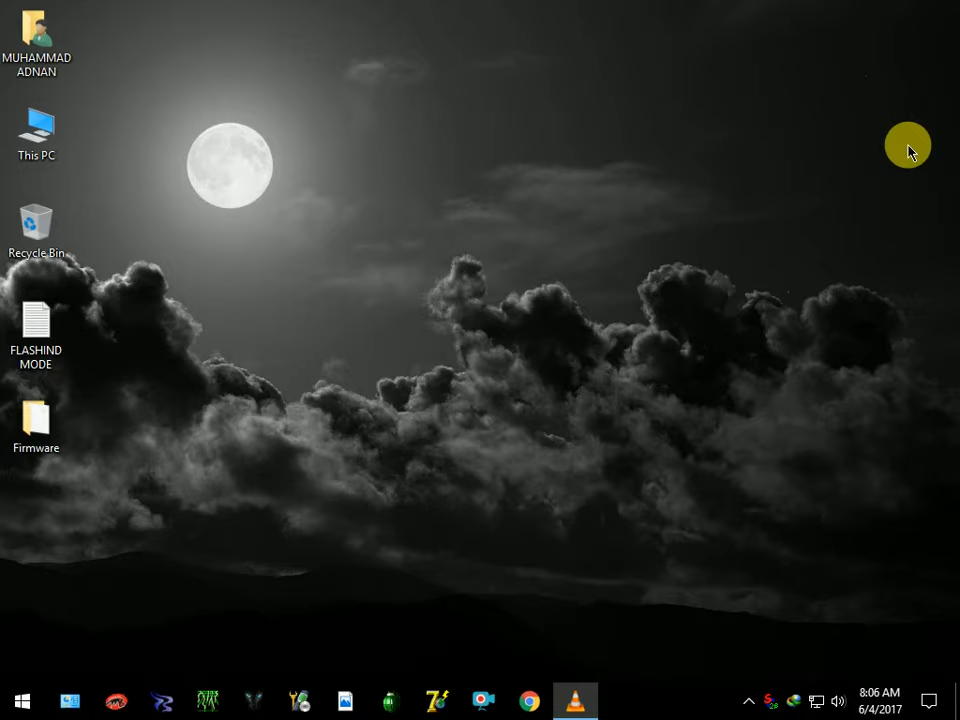 MUHAMMAD
ADNAN
This PC
Recycle Bin
FLASHIND
MODE
Firmware
8:06 AM
6/4/2017